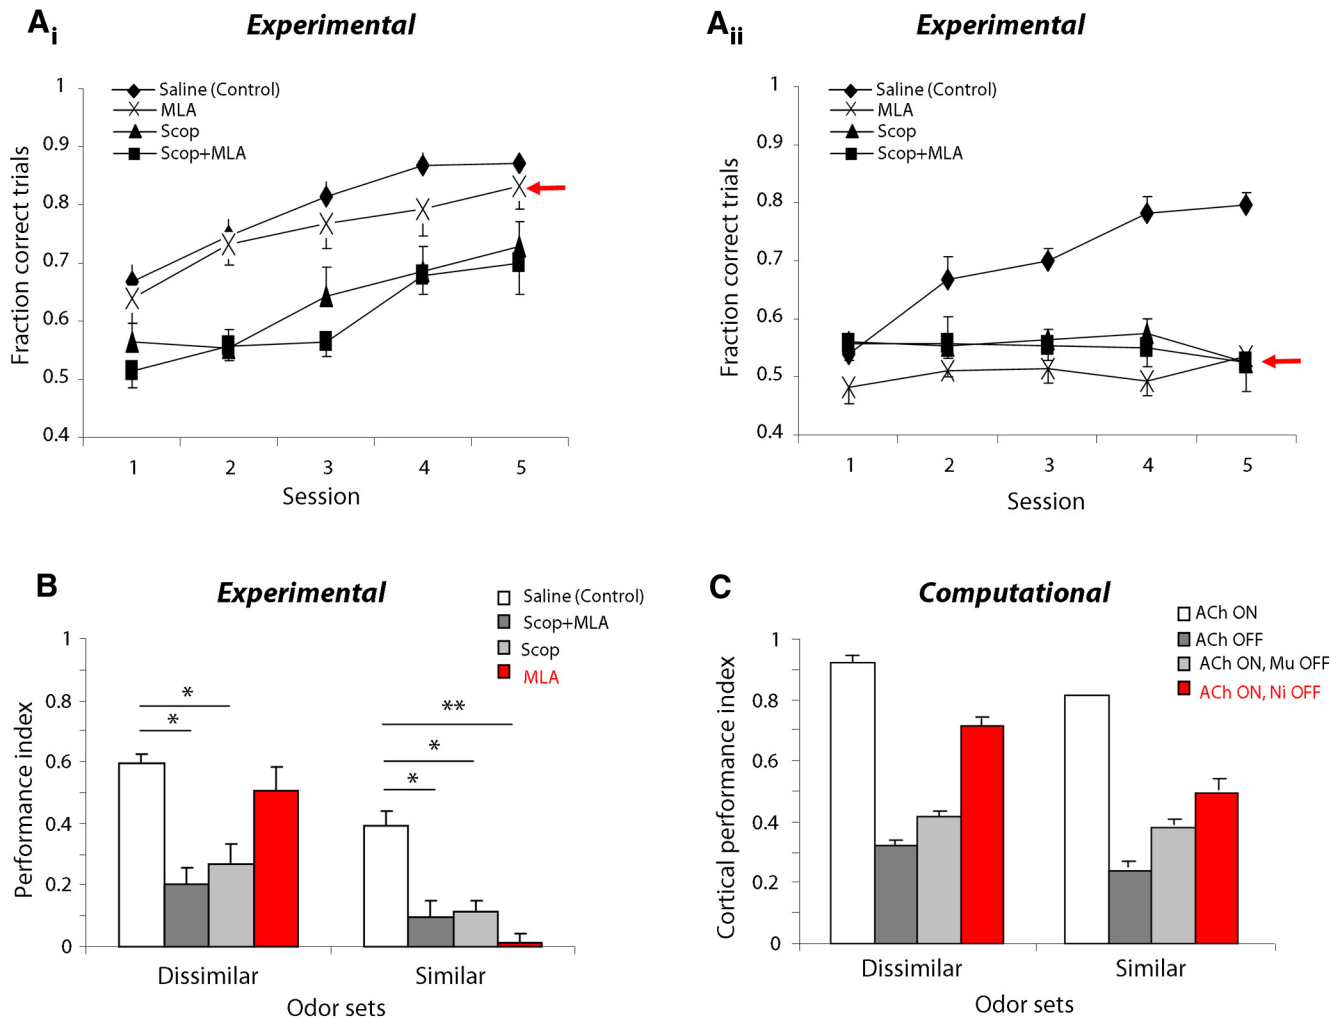 Ai
Experimental
Fraction correct trials
1
0.9
0.8
0.7
0.6
0.5
0.4
Saline (Control)
MLA
Scop
Scop+MLA
1 2 3 4 5
Session
Aii
Experimental
Fraction correct trials
1
0.9
0.8
0.7
0.6
0.5
0.4
Saline (Control)
MLA
Scop
Scop+MLA
1 2 3 4 5
Session
B
Experimental
Performance index
1
0.8
0.6
0.4
0.2
0
Saline (Control)
Scop+MLA
Scop
MLA
*
*
**
*
*
Dissimilar Similar
Odor sets
C
Computational
Cortical performance index
1
0.8
0.6
0.4
0.2
0
ACh ON
ACh OFF
ACh ON, Mu OFF
ACh ON, Ni OFF
Dissimilar Similar
Odor sets